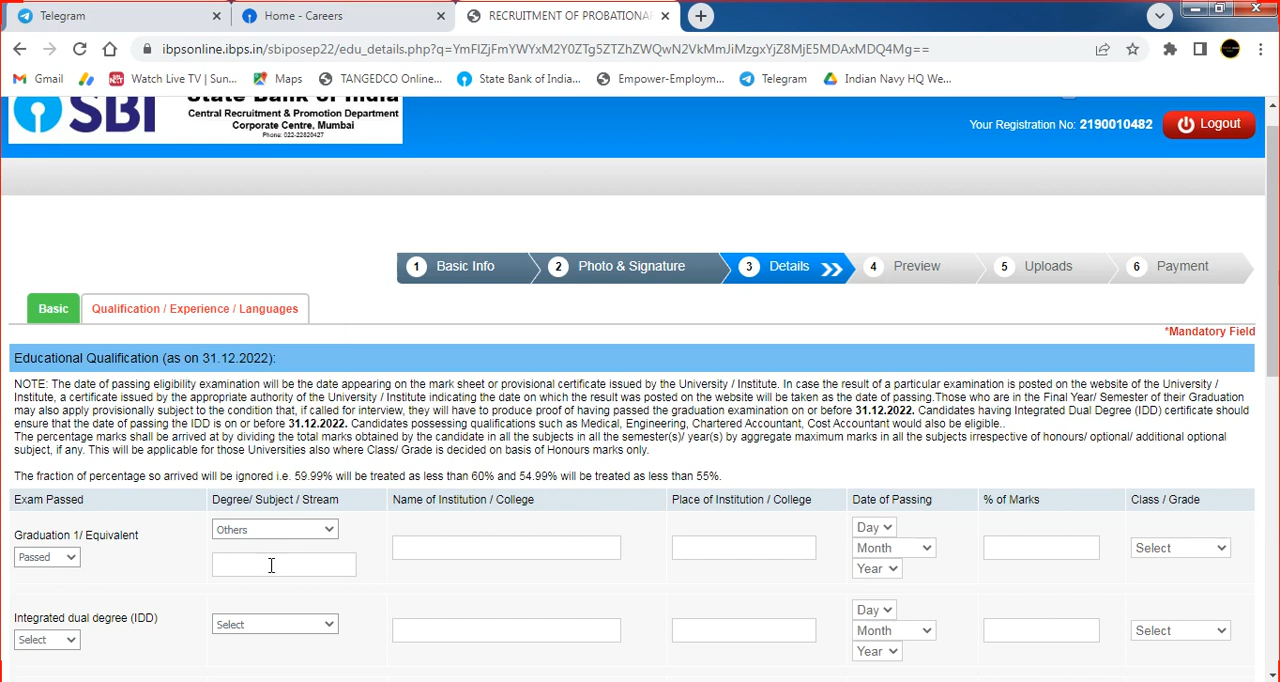 Telegram
Home - Careers
RECRUITMENT OF PROBATIONA
ibpsonline.ibps.in/sbiposep22/edu_details.php?q=YmFlZjFmYWYxM2Y0ZTg5ZTZhZWQwN2VkMmJiMzgxYjZ8MjE5MDAxMDQ4Mg==
Gmail
Watch Live TV | Sun...
Maps
TANGEDCO Online...
State Bank of India...
Empower-Employm...
Telegram
Indian Navy HQ We...
SBI
State Bank of India
Central Recruitment & Promotion Department
Corporate Centre, Mumbai
Phone: 022-22820427
Your Registration No: 2190010482
Logout
1 Basic Info
2 Photo & Signature
3 Details
4 Preview
5 Uploads
6 Payment
Basic
Qualification / Experience / Languages
*Mandatory Field
Educational Qualification (as on 31.12.2022):
NOTE: The date of passing eligibility examination will be the date appearing on the mark sheet or provisional certificate issued by the University / Institute. In case the result of a particular examination is posted on the website of the University /
Institute, a certificate issued by the appropriate authority of the University / Institute indicating the date on which the result was posted on the website will be taken as the date of passing.Those who are in the Final Year/ Semester of their Graduation
may also apply provisionally subject to the condition that, if called for interview, they will have to produce proof of having passed the graduation examination on or before 31.12.2022. Candidates having Integrated Dual Degree (IDD) certificate should
ensure that the date of passing the IDD is on or before 31.12.2022. Candidates possessing qualifications such as Medical, Engineering, Chartered Accountant, Cost Accountant would also be eligible..
The percentage marks shall be arrived at by dividing the total marks obtained by the candidate in all the subjects in all the semester(s)/ year(s) by aggregate maximum marks in all the subjects irrespective of honours/ optional/ additional optional
subject, if any. This will be applicable for those Universities also where Class/ Grade is decided on basis of Honours marks only.
The fraction of percentage so arrived will be ignored i.e. 59.99% will be treated as less than 60% and 54.99% will be treated as less than 55%.
Exam Passed
Degree/ Subject / Stream
Name of Institution / College
Place of Institution / College
Date of Passing
% of Marks
Class / Grade
Graduation 1/ Equivalent
Passed
Others
Day
Month
Year
Select
Integrated dual degree (IDD)
Select
Select
Day
Month
Year
Select